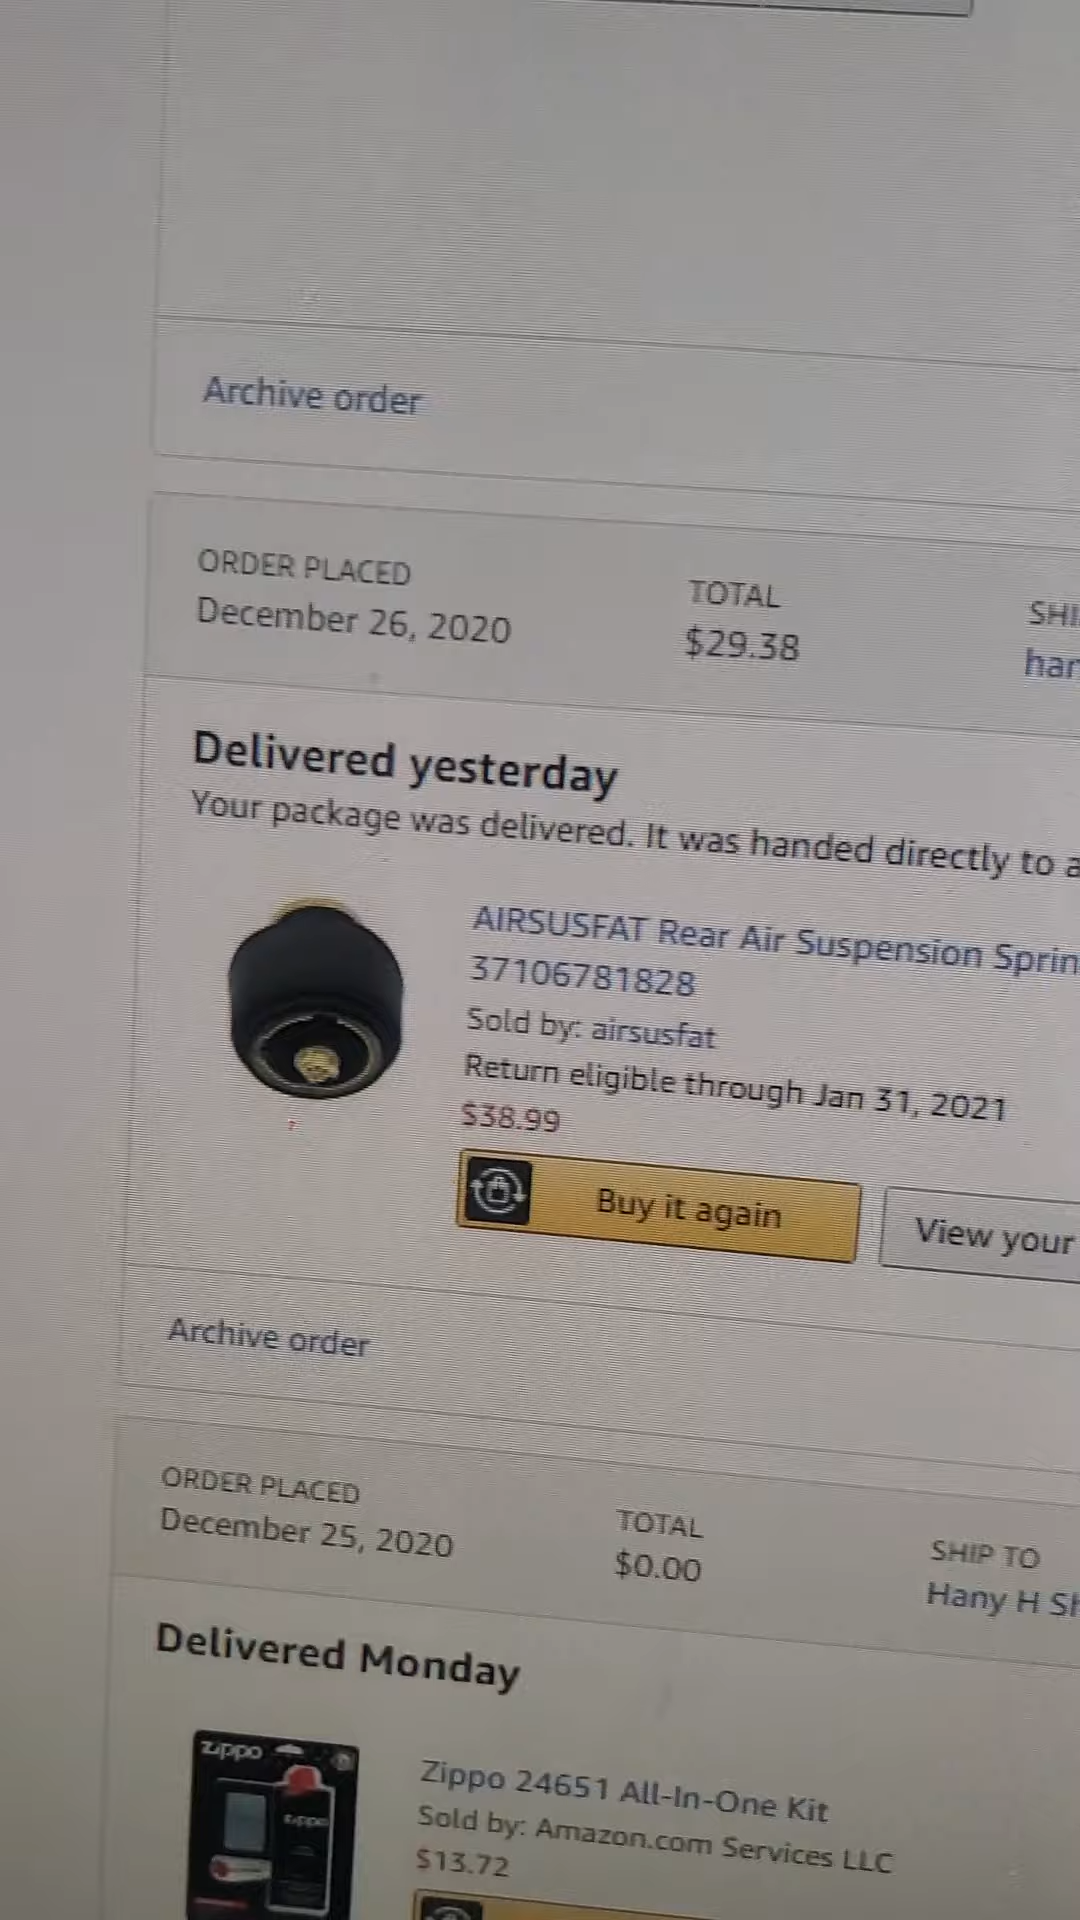 Archive order
ORDER PLACED
December 26, 2020
TOTAL
$29.38
Delivered yesterday
Your package was delivered. It was handed directly to a
AIRSUSFAT Rear Air Suspension Sprin
37106781828
Sold by: airsusfat
Return eligible through Jan 31, 2021
$38.99
Buy it again
View your
Archive order
ORDER PLACED
December 25, 2020
TOTAL
$0.00
SHIP TO
Hany H
Delivered Monday
zippo
zippo
Zippo 24651 All-In-One Kit
Sold by: Amazon.com Services LLC
$13.72